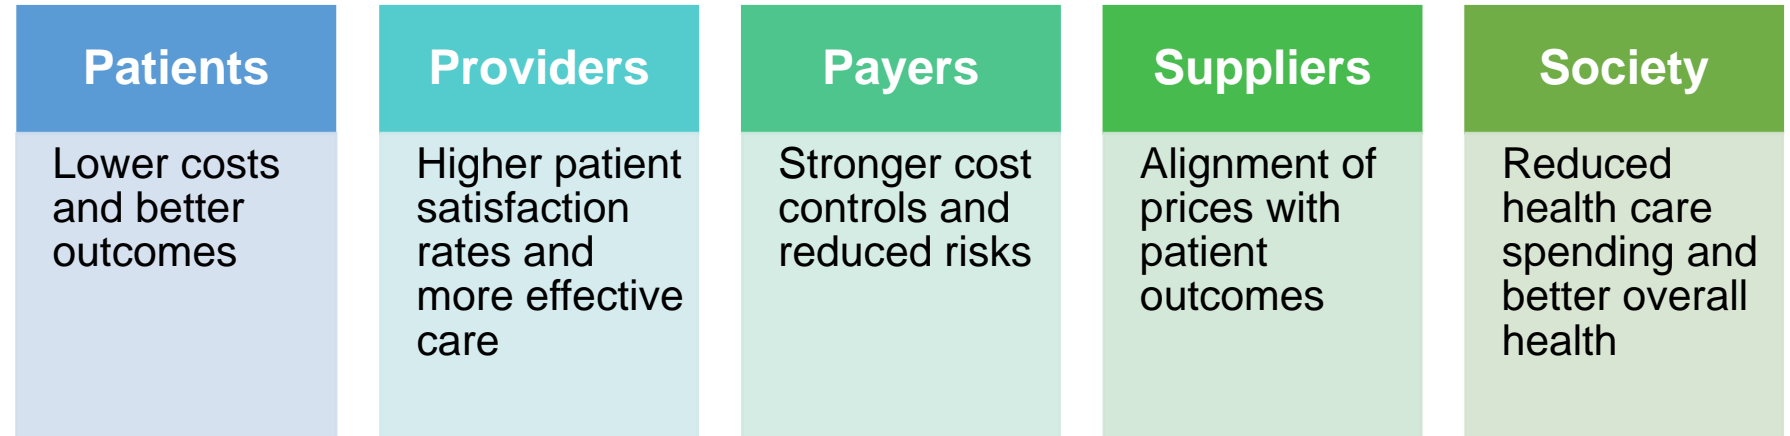 Patients
Lower costs
and better
outcomes
Providers
Higher patient
satisfaction
rates and
more effective
care
Payers
Stronger cost
controls and
reduced risks
Suppliers
Alignment of
prices with
patient
outcomes
Society
Reduced
health care
spending and
better overall
health